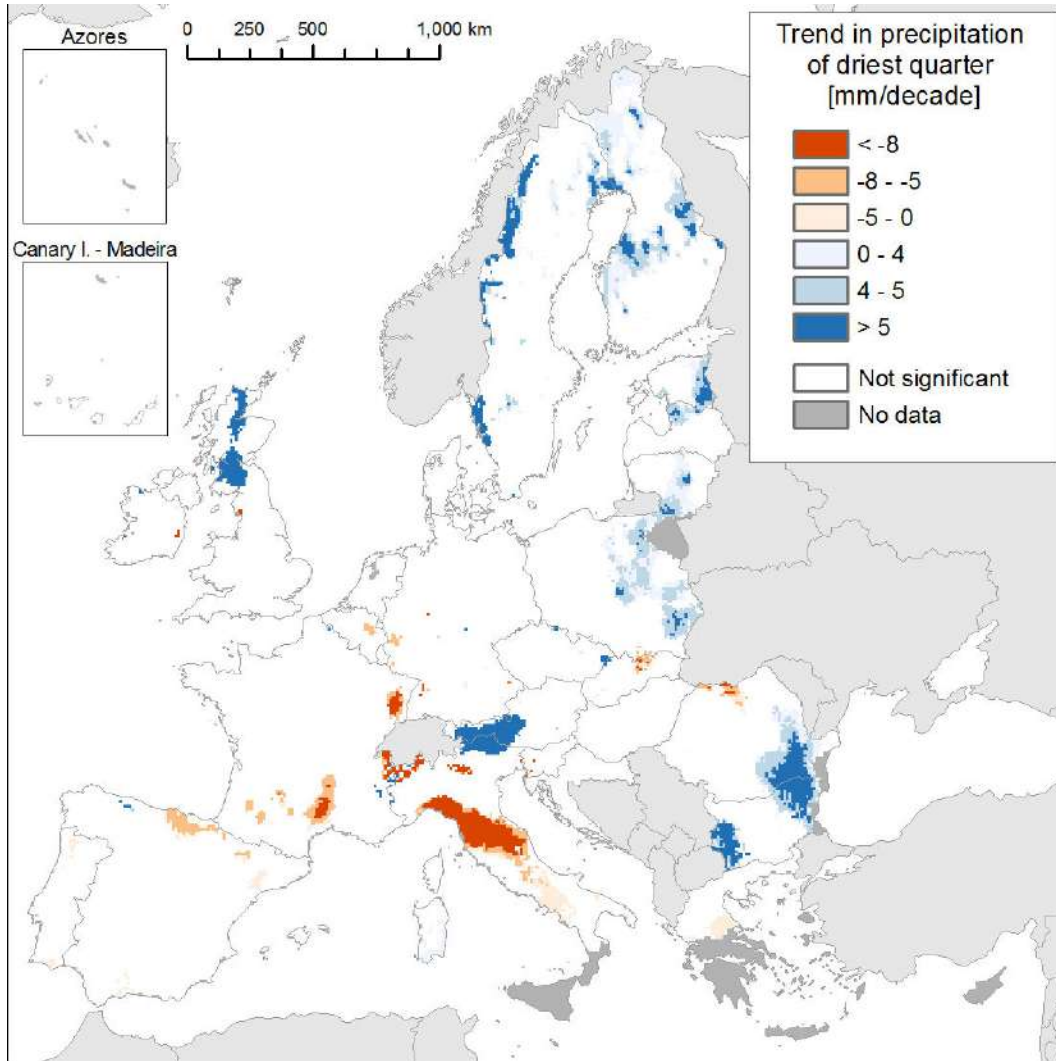 Azores
0 250 500 1,000 km
Canary I. - Madeira
Trend in precipitation
of driest quarter
[mm/decade]
< -8
-8 - -5
-5 - 0
0 - 4
4 - 5
> 5
Not significant
No data